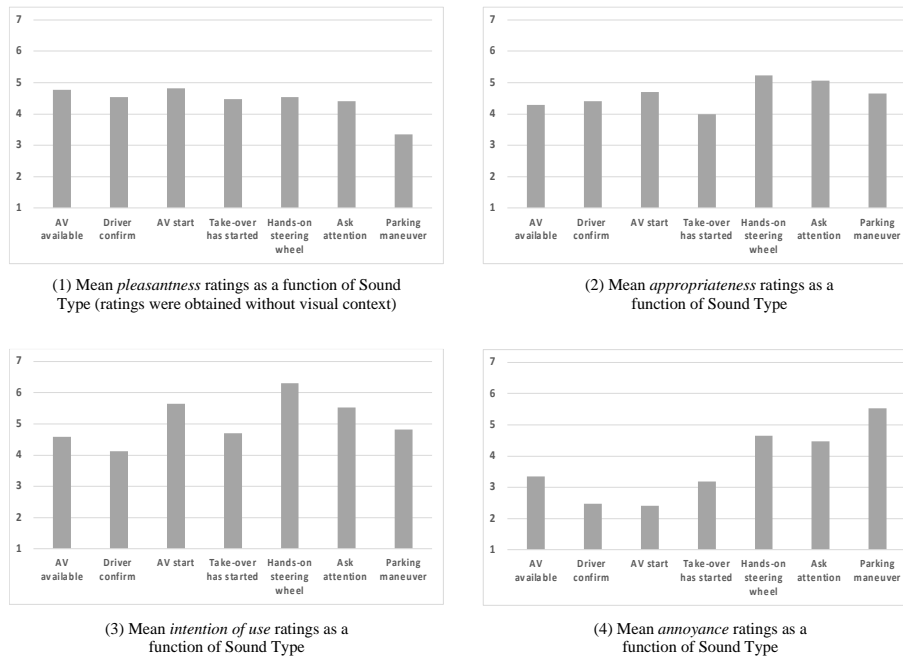 7
6
5
4
3
2
1
AV available
Driver confirm
AV start
Take-over has started
Hands-on steering wheel
Ask attention
Parking maneuver
(1) Mean pleasantness ratings as a function of Sound
Type (ratings were obtained without visual context)
7
6
5
4
3
2
1
AV available
Driver confirm
AV start
Take-over has started
Hands-on steering wheel
Ask attention
Parking maneuver
(2) Mean appropriateness ratings as a
function of Sound Type
7
6
5
4
3
2
1
AV available
Driver confirm
AV start
Take-over has started
Hands-on steering wheel
Ask attention
Parking maneuver
(3) Mean intention of use ratings as a
function of Sound Type
7
6
5
4
3
2
1
AV available
Driver confirm
AV start
Take-over has started
Hands-on steering wheel
Ask attention
Parking maneuver
(4) Mean annoyance ratings as a
function of Sound Type